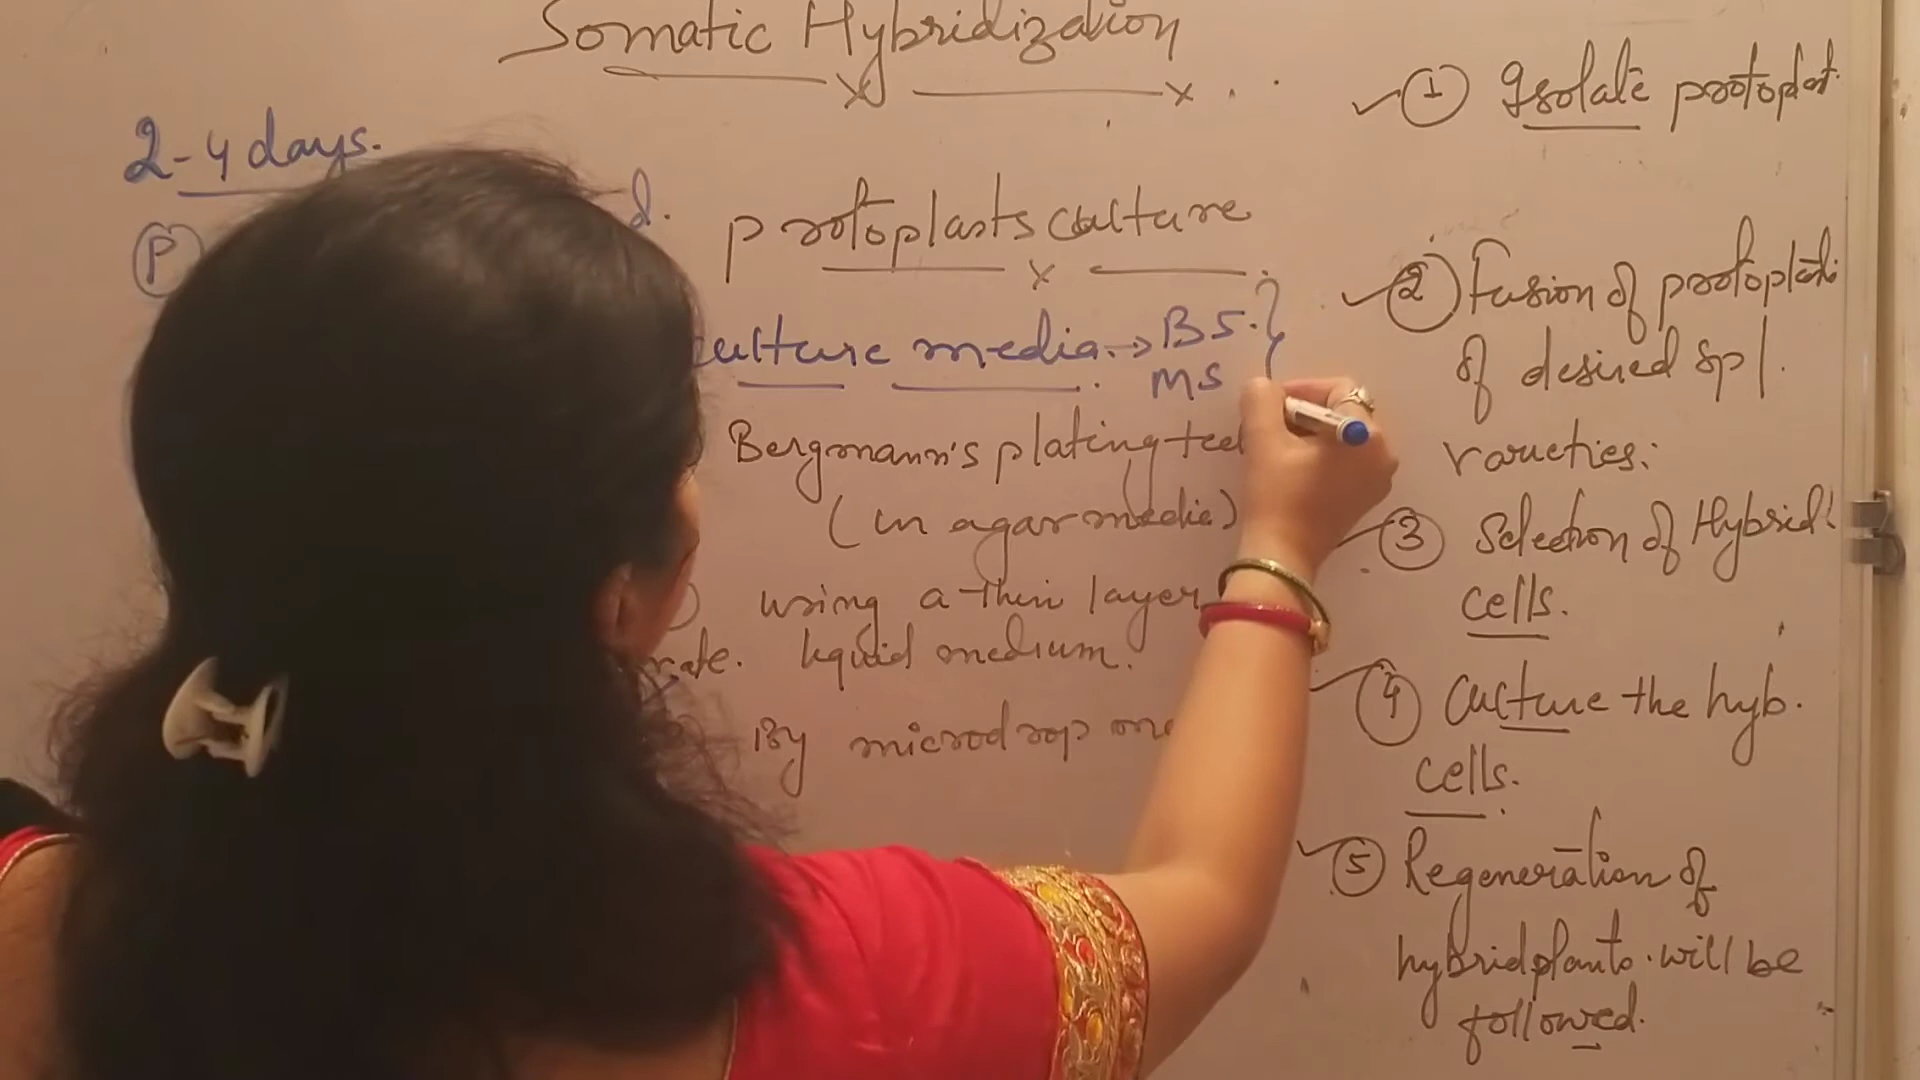 Somatic Hybridization
2-4 days.
P
d.
protoplasts culture
culture media. → B5.
MS
Bergmann's plating
(in agar media)
using a thin layer
rate. liquid medium.
By microdrop
① Isolate protoplast.
② Fusion of protoplasts
of desired sp/.
varieties.
③ Selection of Hybrid
cells.
④ Culture the hyb.
cells.
⑤ Regeneration of
hybrid plants. will be
followed.